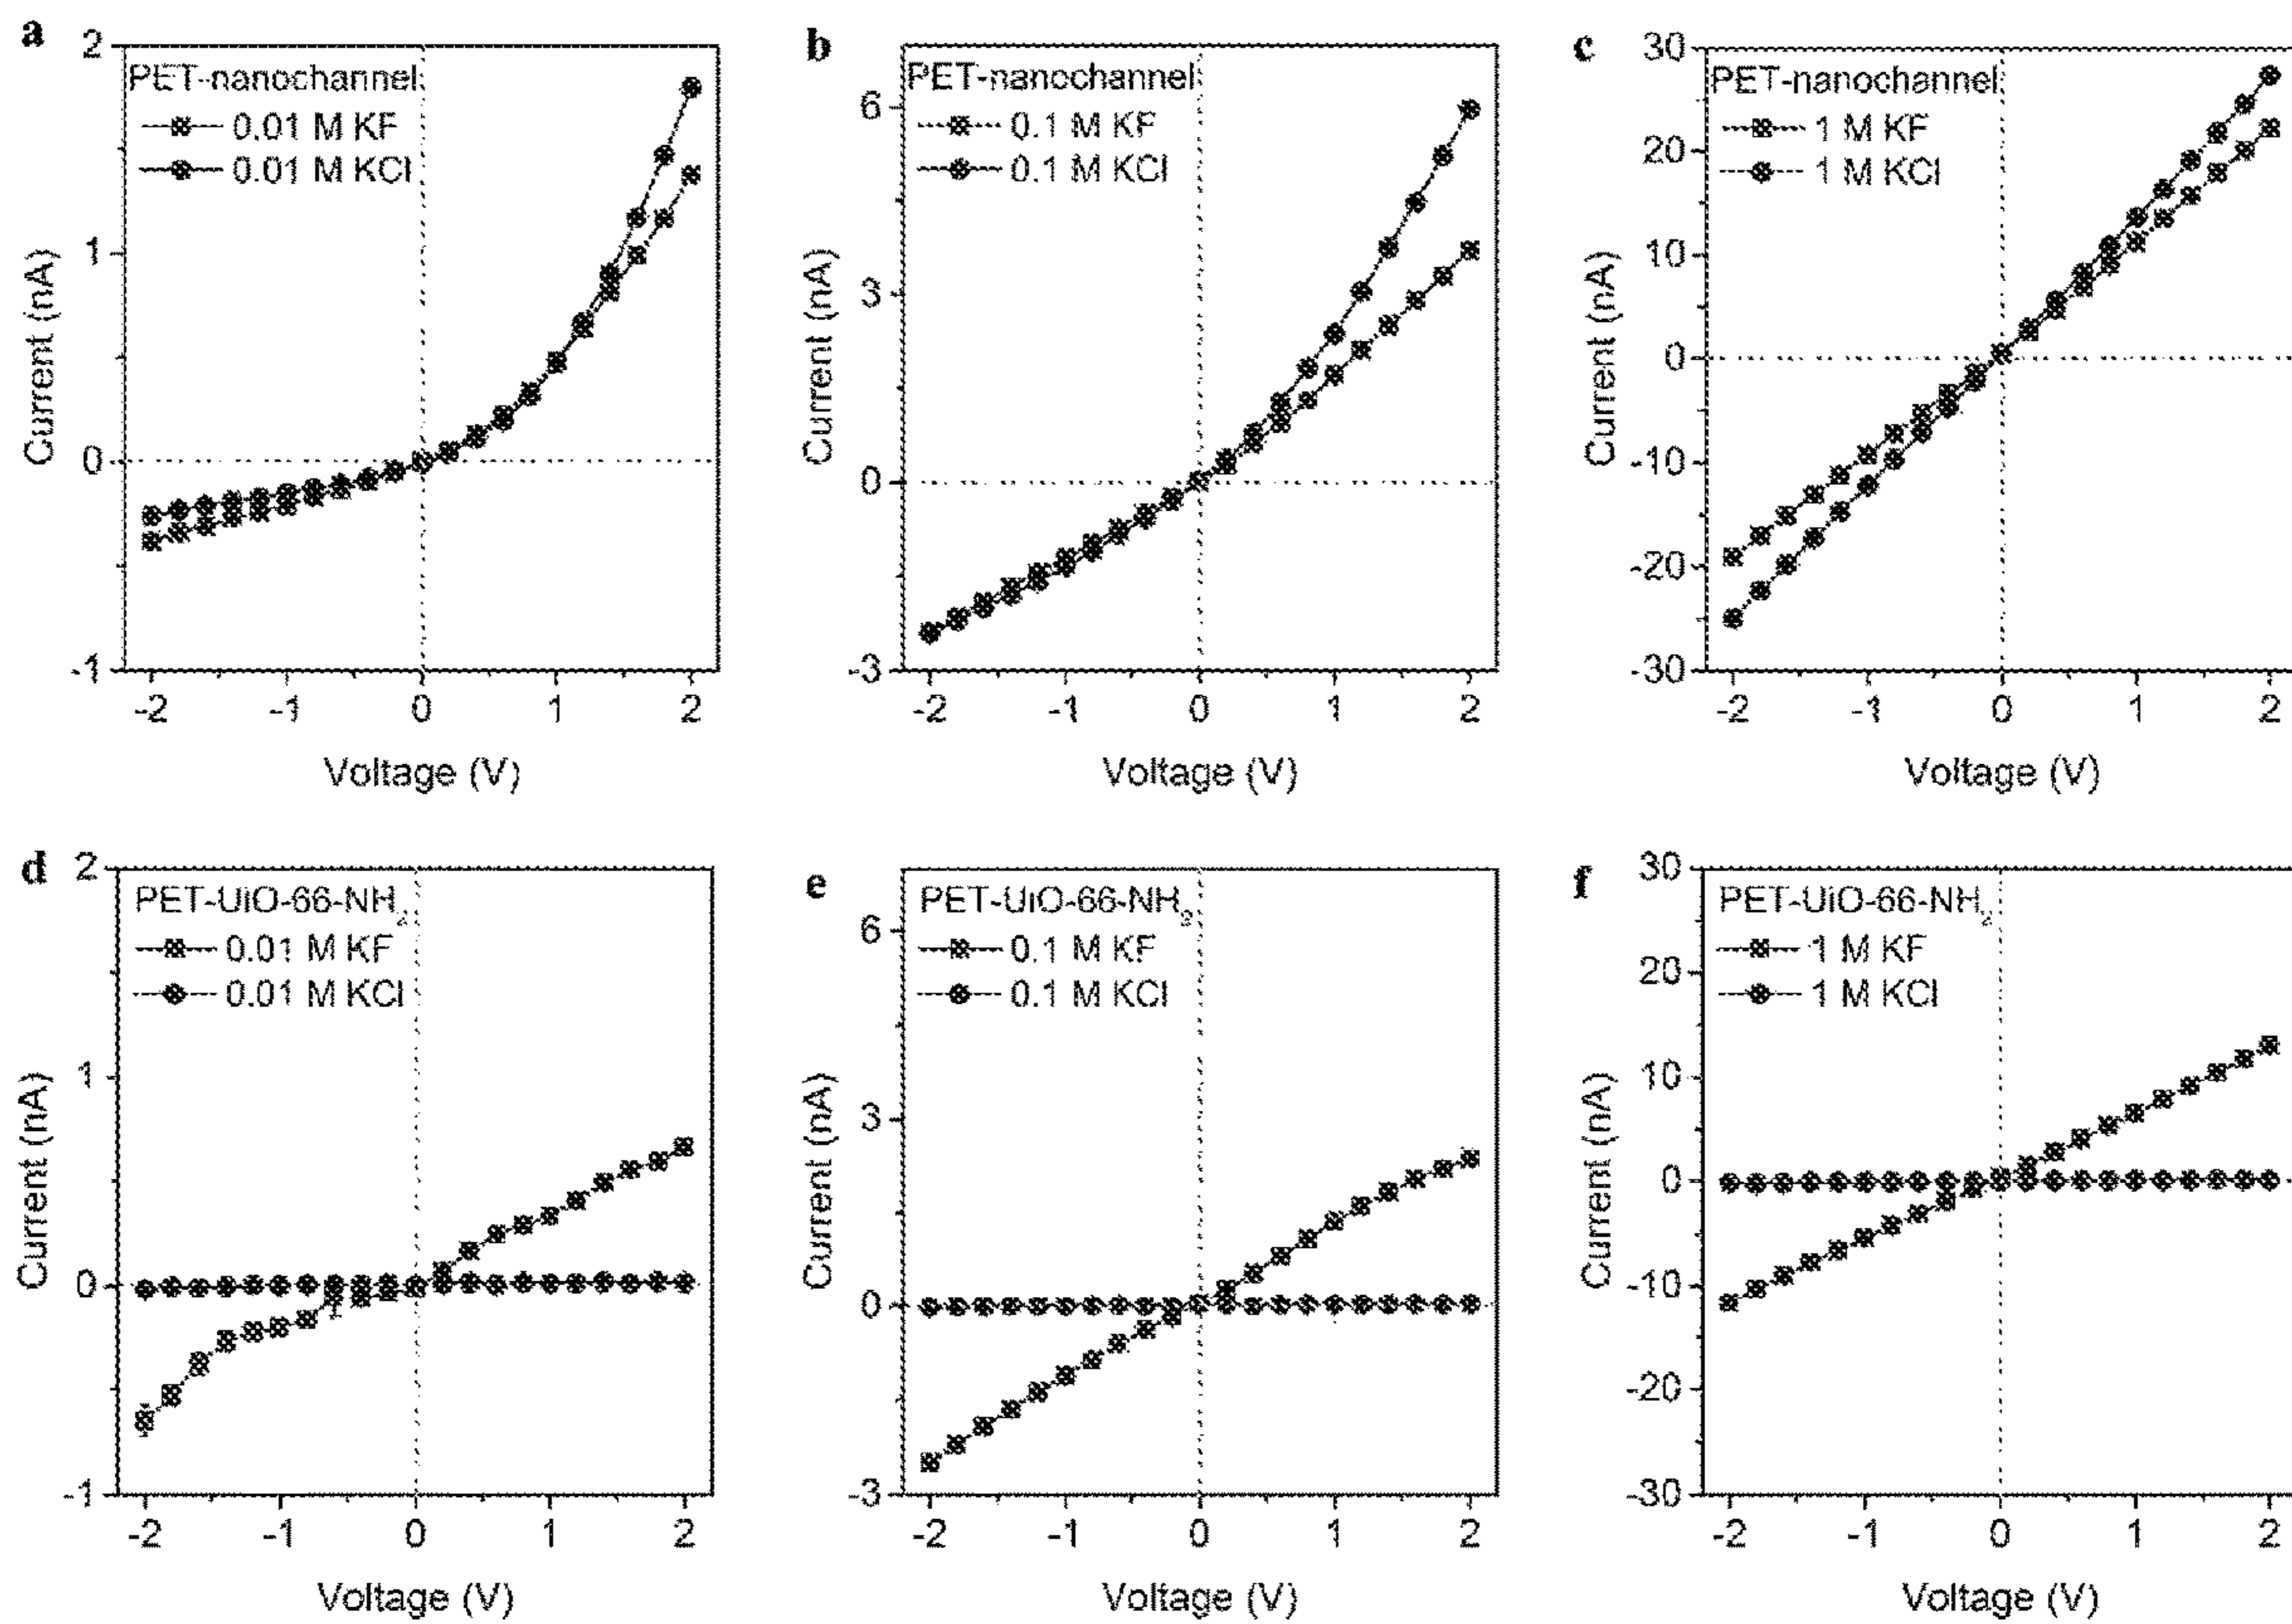 a
2
PET-nanochannel
0.01 M KF
0.01 M KCl
1
0
-1
-2 -1 0 1 2
Current (nA)
Voltage (V)
b
PET-nanochannel
0.1 M KF
0.1 M KCl
6
3
0
-3
-2 -1 0 1 2
Current (nA)
Voltage (V)
c
30
PET-nanochannel
1 M KF
1 M KCl
20
10
0
-10
-20
-30
-2 -1 0 1 2
Current (nA)
Voltage (V)
d
2
PET-UiO-66-NH2
0.01 M KF
0.01 M KCl
1
0
-1
-2 -1 0 1 2
Current (nA)
Voltage (V)
e
PET-UiO-66-NH2
0.1 M KF
0.1 M KCl
6
3
0
-3
-2 -1 0 1 2
Current (nA)
Voltage (V)
f
30
PET-UiO-66-NH2
1 M KF
1 M KCl
20
10
0
-10
-20
-30
-2 -1 0 1 2
Current (nA)
Voltage (V)